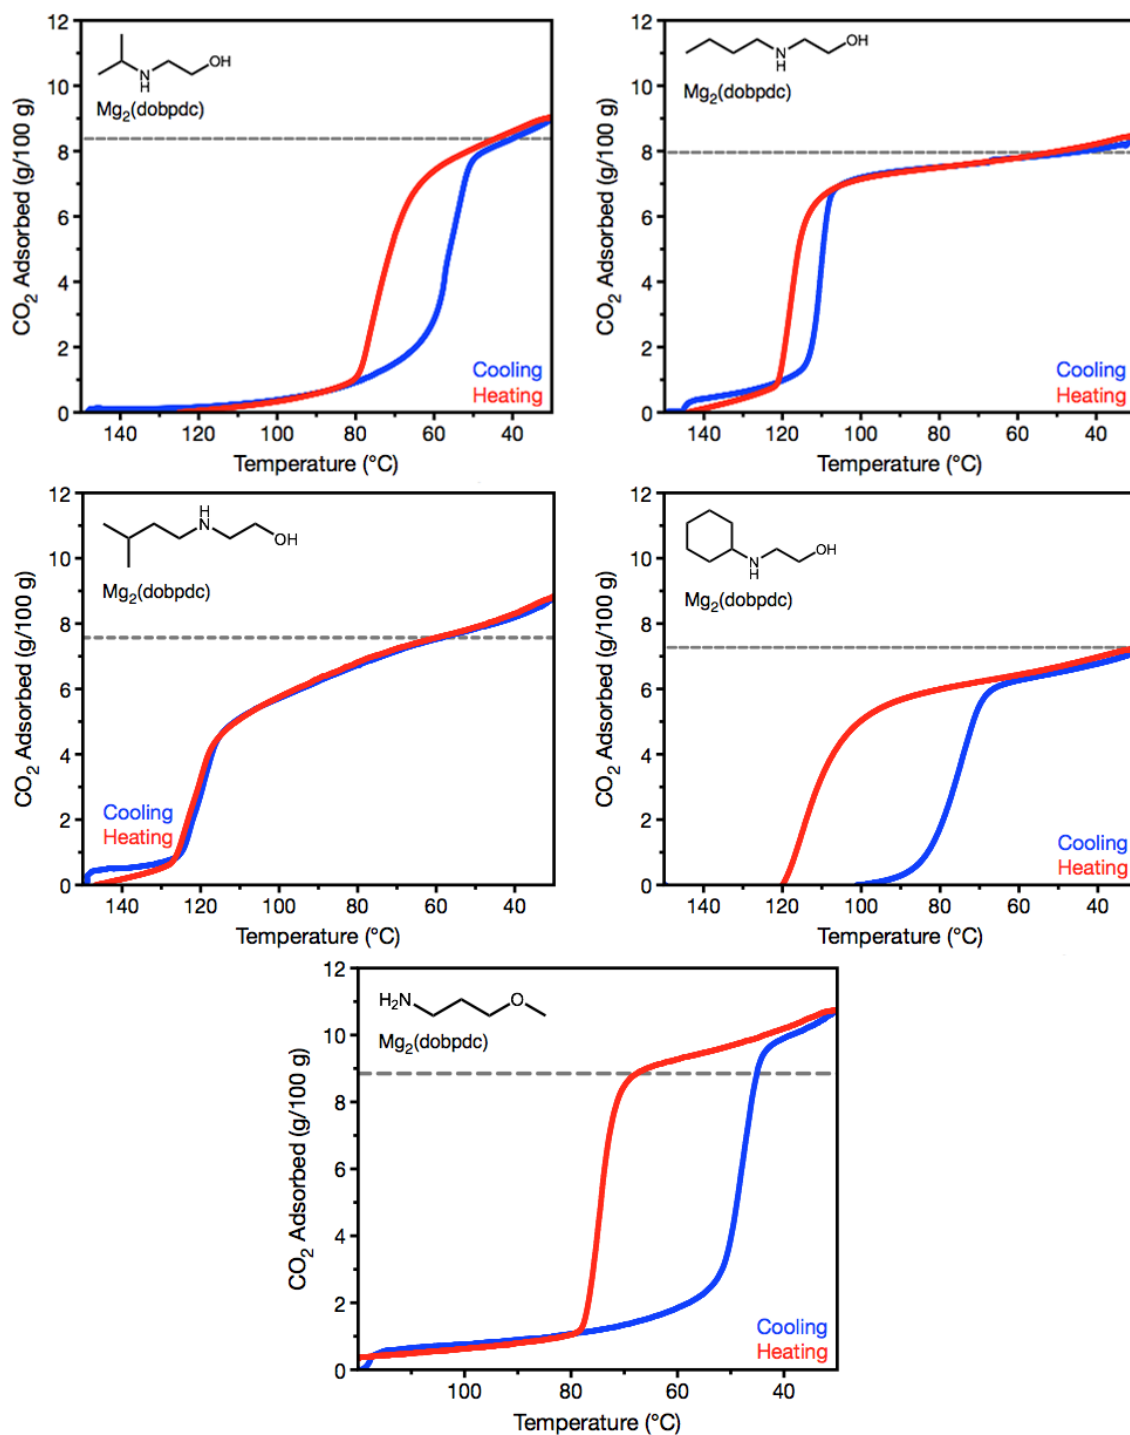 12
10
8
6
4
2
0
CO2 Adsorbed (g/100 g)
N
H
OH
Mg2(dobpdc)
Cooling
Heating
140 120 100 80 60 40
Temperature (°C)
12
10
8
6
4
2
0
CO2 Adsorbed (g/100 g)
N
H
OH
Mg2(dobpdc)
Cooling
Heating
140 120 100 80 60 40
Temperature (°C)
12
10
8
6
4
2
0
CO2 Adsorbed (g/100 g)
H
N
OH
Mg2(dobpdc)
Cooling
Heating
140 120 100 80 60 40
Temperature (°C)
12
10
8
6
4
2
0
CO2 Adsorbed (g/100 g)
OH
N
H
Mg2(dobpdc)
Cooling
Heating
140 120 100 80 60 40
Temperature (°C)
12
10
8
6
4
2
0
CO2 Adsorbed (g/100 g)
H2N O
Mg2(dobpdc)
Cooling
Heating
100 80 60 40
Temperature (°C)